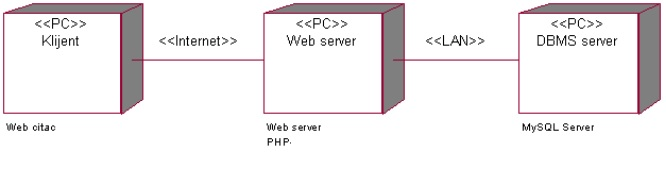 <<PC>>
Klijent
<<Internet>>
<<PC>>
Web server
<<LAN>>
<<PC>>
DBMS server
Web citac
Web server
PHP
MySQL Server